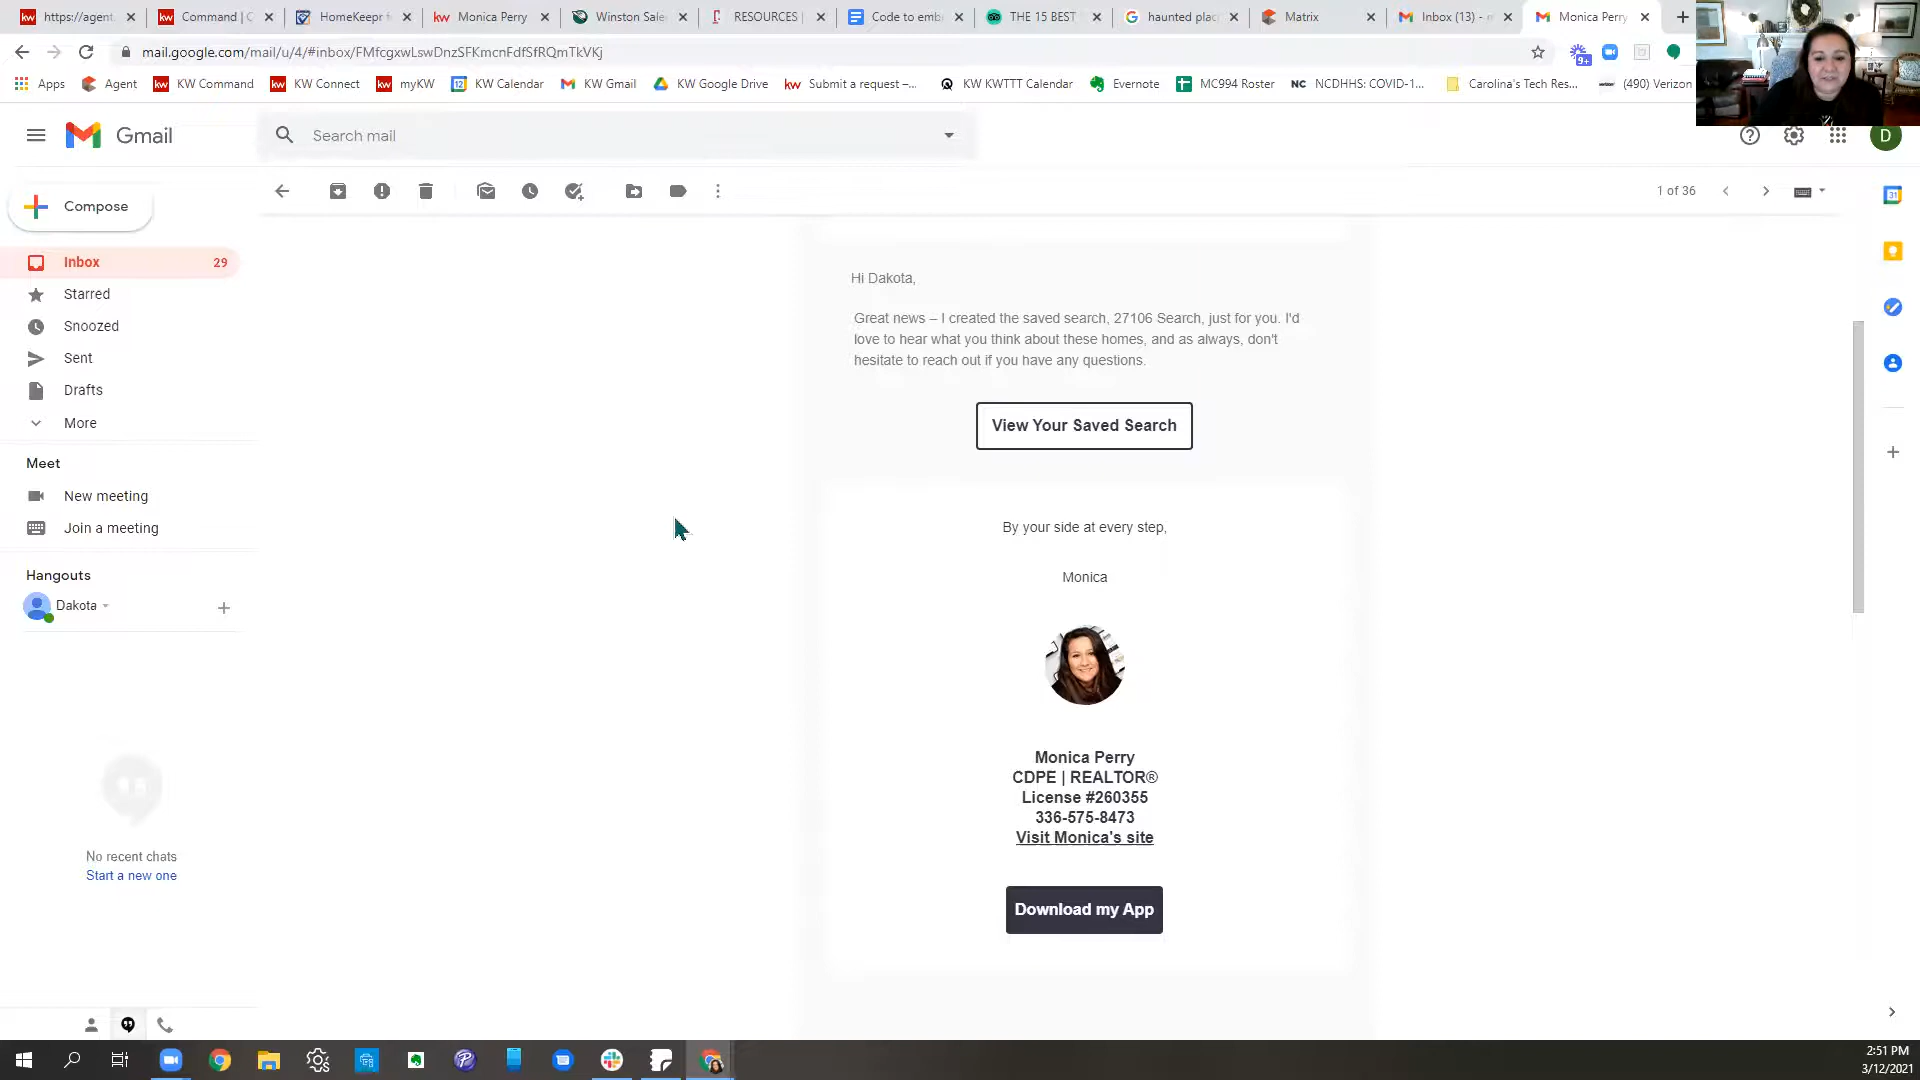 https://agent.
Command | C
HomeKeepr f
Monica Perry
Winston Sale
RESOURCES |
Code to emb
THE 15 BEST
haunted plac
Matrix
Inbox (13) - m
Monica Perry
mail.google.com/mail/u/4/#inbox/FMfcgxwLswDnzSFKmcnFdfSfRQmTkVKj
9+
Apps
Agent
KW Command
KW Connect
myKW
KW Calendar
KW Gmail
KW Google Drive
Submit a request –...
KW KWTTT Calendar
Evernote
MC994 Roster
NCDHHS: COVID-1...
Carolina's Tech Res...
(490) Verizon
Gmail
Search mail
D
Compose
1 of 36
Inbox 29
Starred
Snoozed
Sent
Drafts
More
Meet
New meeting
Join a meeting
Hangouts
Dakota
No recent chats
Start a new one
Hi Dakota,
Great news – I created the saved search, 27106 Search, just for you. I'd
love to hear what you think about these homes, and as always, don't
hesitate to reach out if you have any questions.
View Your Saved Search
By your side at every step,
Monica
Monica Perry
CDPE | REALTOR®
License #260355
336-575-8473
Visit Monica's site
Download my App
2:51 PM
3/12/2021